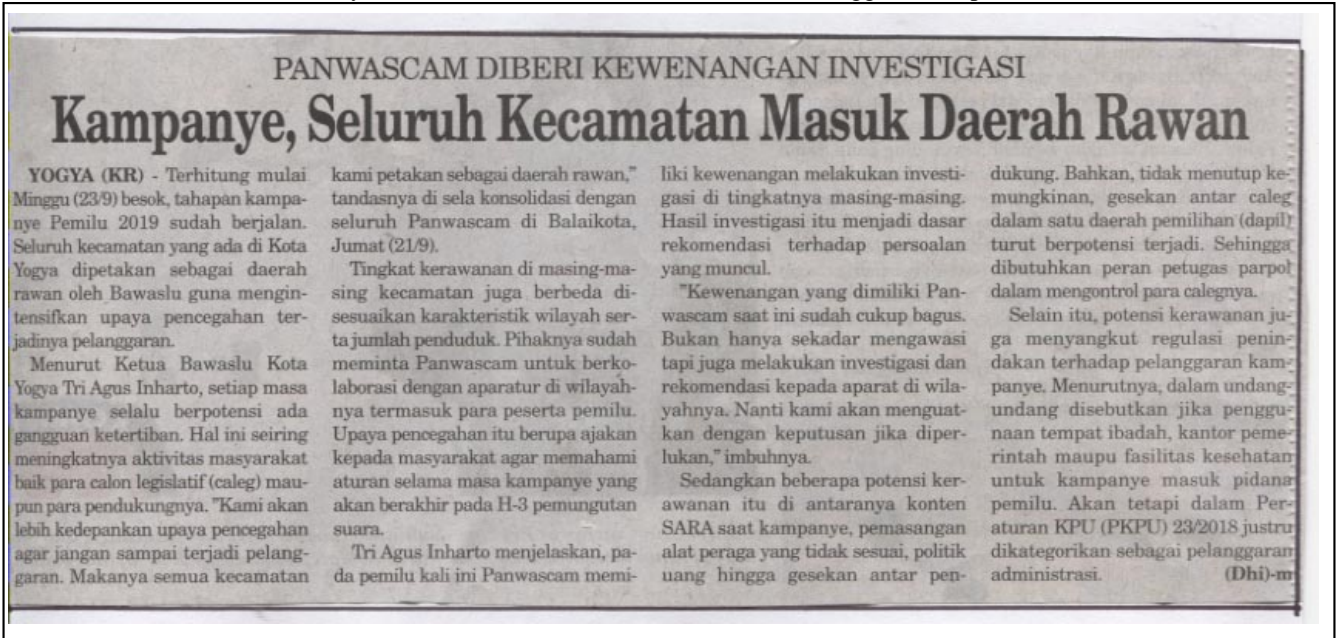 PANWASCAM DIBERI KEWENANGAN INVESTIGASI
Kampanye, Seluruh Kecamatan Masuk Daerah Rawan
YOGYA (KR) - Terhitung mulai
Minggu (23/9) besok, tahapan kampa-
nye Pemilu 2019 sudah berjalan.
Seluruh kecamatan yang ada di Kota
Yogya dipetakan sebagai daerah
rawan oleh Bawaslu guna mengin-
tensifkan upaya pencegahan ter-
jadinya pelanggaran.
Menurut Ketua Bawaslu Kota
Yogya Tri Agus Inharto, setiap masa
kampanye selalu berpotensi ada
gangguan ketertiban. Hal ini seiring
meningkatnya aktivitas masyarakat
baik para calon legislatif (caleg) mau-
pun para pendukungnya. "Kami akan
lebih kedepankan upaya pencegahan
agar jangan sampai terjadi pelang-
garan. Makanya semua kecamatan
kami petakan sebagai daerah rawan,"
tandasnya di sela konsolidasi dengan
seluruh Panwascam di Balaikota,
Jumat (21/9).
Tingkat kerawanan di masing-ma-
sing kecamatan juga berbeda di-
sesuaikan karakteristik wilayah ser-
ta jumlah penduduk. Pihaknya sudah
meminta Panwascam untuk berko-
laborasi dengan aparatur di wilayah-
nya termasuk para peserta pemilu.
Upaya pencegahan itu berupa ajakan
kepada masyarakat agar memahami
aturan selama masa kampanye yang
akan berakhir pada H-3 pemungutan
suara.
Tri Agus Inharto menjelaskan, pa-
da pemilu kali ini Panwascam memi-
liki kewenangan melakukan investi-
gasi di tingkatnya masing-masing.
Hasil investigasi itu menjadi dasar
rekomendasi terhadap persoalan
yang muncul.
"Kewenangan yang dimiliki Pan-
wascam saat ini sudah cukup bagus.
Bukan hanya sekadar mengawasi
tapi juga melakukan investigasi dan
rekomendasi kepada aparat di wila-
yahnya. Nanti kami akan menguat-
kan dengan keputusan jika diper-
lukan," imbuhnya.
Sedangkan beberapa potensi ker-
awanan itu di antaranya konten
SARA saat kampanye, pemasangan
alat peraga yang tidak sesuai, politik
uang hingga gesekan antar pen-
dukung. Bahkan, tidak menutup ke-
mungkinan, gesekan antar caleg
dalam satu daerah pemilihan (dapil)
turut berpotensi terjadi. Sehingga
dibutuhkan peran petugas parpol
dalam mengontrol para calegnya.
Selain itu, potensi kerawanan ju-
ga menyangkut regulasi penin-
dakan terhadap pelanggaran kam-
panye. Menurutnya, dalam undang-
undang disebutkan jika penggu-
naan tempat ibadah, kantor peme-
rintah maupu fasilitas kesehatan
untuk kampanye masuk pidana
pemilu. Akan tetapi dalam Per-
aturan KPU (PKPU) 23/2018 justru
dikategorikan sebagai pelanggaran
administrasi. (Dhi)-m